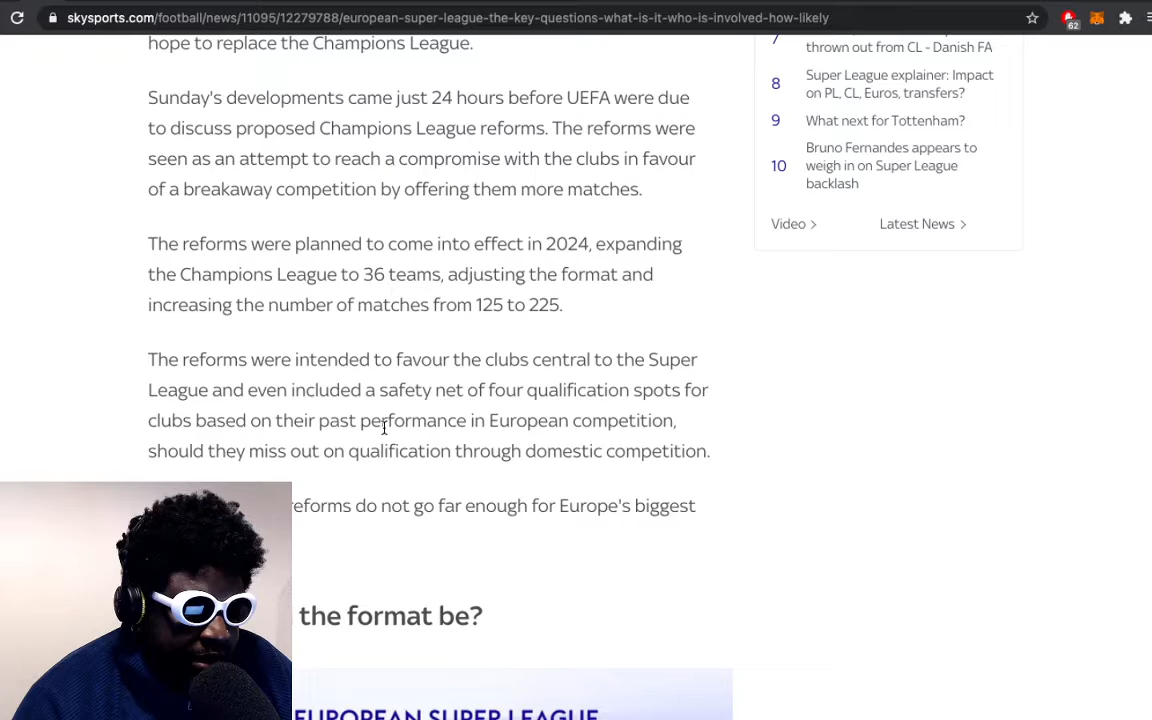 skysports.com/football/news/11095/12279788/european-super-league-the-key-questions-what-is-it-who-is-involved-how-likely
62
hope to replace the Champions League.
Sunday's developments came just 24 hours before UEFA were due
to discuss proposed Champions League reforms. The reforms were
seen as an attempt to reach a compromise with the clubs in favour
of a breakaway competition by offering them more matches.
The reforms were planned to come into effect in 2024, expanding
the Champions League to 36 teams, adjusting the format and
increasing the number of matches from 125 to 225.
The reforms were intended to favour the clubs central to the Super
League and even included a safety net of four qualification spots for
clubs based on their past performance in European competition,
should they miss out on qualification through domestic competition.
reforms do not go far enough for Europe's biggest
the format be?
EUROPEAN SUPER LEAGUE
7
thrown out from CL - Danish FA
8
Super League explainer: Impact
on PL, CL, Euros, transfers?
9
What next for Tottenham?
10
Bruno Fernandes appears to
weigh in on Super League
backlash
Video >
Latest News >